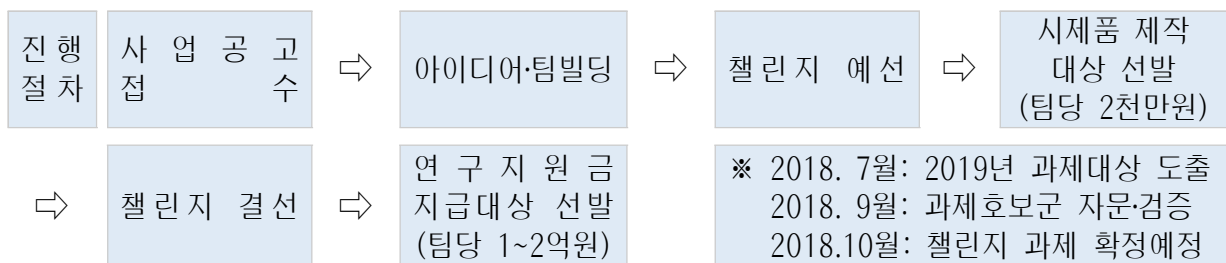 진행
절차
사업공고
접수
⇨
아이디어·팀빌딩
⇨
챌린지 예선
⇨
시제품 제작
대상 선발
(팀당 2천만원)
⇨
챌린지 결선
⇨
연구지원금
지급대상 선발
(팀당 1~2억원)
※ 2018. 7월: 2019년 과제대상 도출
2018. 9월: 과제호보군 자문·검증
2018.10월: 챌린지 과제 확정예정